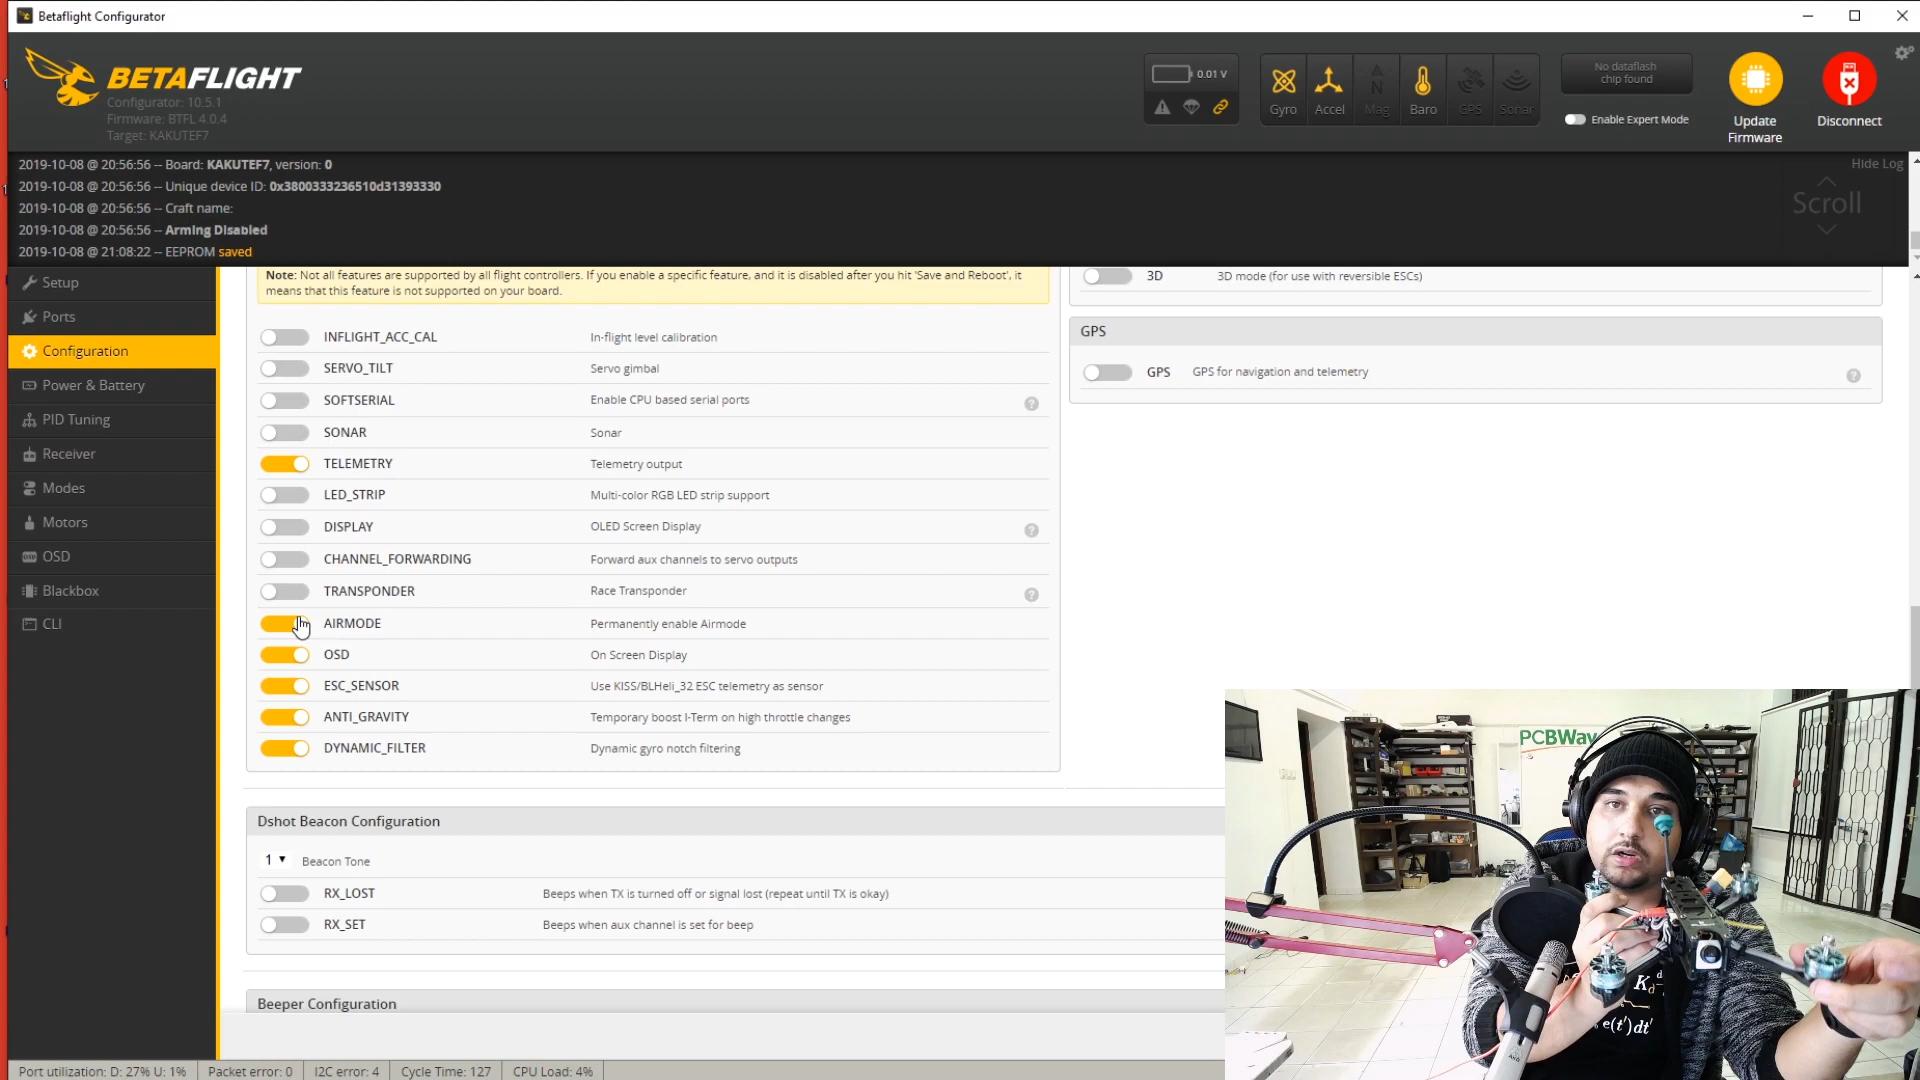 Betaflight Configurator
BETAFLIGHT
Configurator: 10.5.1
Firmware: BTFL 4.0.4
Target: KAKUTEF7
0.01 V
Gyro
Accel
Mag
Baro
GPS
Sonar
No dataflash
chip found
Enable Expert Mode
Update
Firmware
Disconnect
2019-10-08 @ 20:56:56 -- Board: KAKUTEF7, version: 0
2019-10-08 @ 20:56:56 -- Unique device ID: 0x3800333236510d31393330
2019-10-08 @ 20:56:56 -- Craft name:
2019-10-08 @ 20:56:56 -- Arming Disabled
2019-10-08 @ 21:08:22 -- EEPROM saved
Hide Log
Scroll
Setup
Ports
Configuration
Power & Battery
PID Tuning
Receiver
Modes
Motors
OSD
Blackbox
CLI
Note: Not all features are supported by all flight controllers. If you enable a specific feature, and it is disabled after you hit 'Save and Reboot', it
means that this feature is not supported on your board.
INFLIGHT_ACC_CAL In-flight level calibration
SERVO_TILT Servo gimbal
SOFTSERIAL Enable CPU based serial ports ?
SONAR Sonar
TELEMETRY Telemetry output
LED_STRIP Multi-color RGB LED strip support
DISPLAY OLED Screen Display ?
CHANNEL_FORWARDING Forward aux channels to servo outputs
TRANSPONDER Race Transponder ?
AIRMODE Permanently enable Airmode
OSD On Screen Display
ESC_SENSOR Use KISS/BLHeli_32 ESC telemetry as sensor
ANTI_GRAVITY Temporary boost I-Term on high throttle changes
DYNAMIC_FILTER Dynamic gyro notch filtering
3D 3D mode (for use with reversible ESCs)
GPS
GPS GPS for navigation and telemetry ?
Dshot Beacon Configuration
1 Beacon Tone
RX_LOST Beeps when TX is turned off or signal lost (repeat until TX is okay)
RX_SET Beeps when aux channel is set for beep
Beeper Configuration
PCBWay
K d
e(t')dt'
Port utilization: D: 27% U: 1%
Packet error: 0
I2C error: 4
Cycle Time: 127
CPU Load: 4%